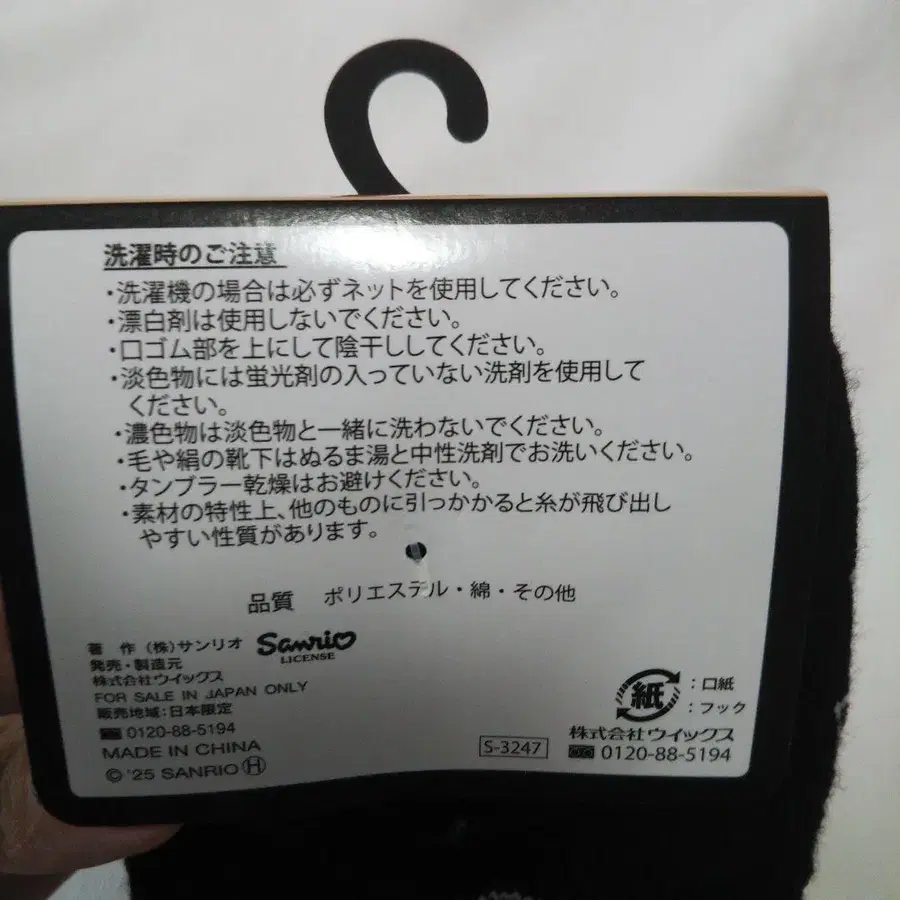 洗濯時のご注意
・洗濯機の場合は必ずネットを使用してください。
・漂白剤は使用しないでください。
・口ゴム部を上にして陰干ししてください。
・淡色物には蛍光剤の入っていない洗剤を使用して
ください。
・濃色物は淡色物と一緒に洗わないでください。
・毛や絹の靴下はぬるま湯と中性洗剤でお洗いください。
・タンブラー乾燥はお避けください。
・素材の特性上、他のものに引っかかると糸が飛び出し
やすい性質があります。
品質 ポリエステル・綿・その他
著 作 (株)サンリオ Sanrio
LICENSE
発売・製造元
株式会社ウイックス
FOR SALE IN JAPAN ONLY
販売地域:日本限定
0120-88-5194
MADE IN CHINA
© '25 SANRIO Ⓗ
S-3247
紙 :口紙
:フック
株式会社ウイックス
0120-88-5194